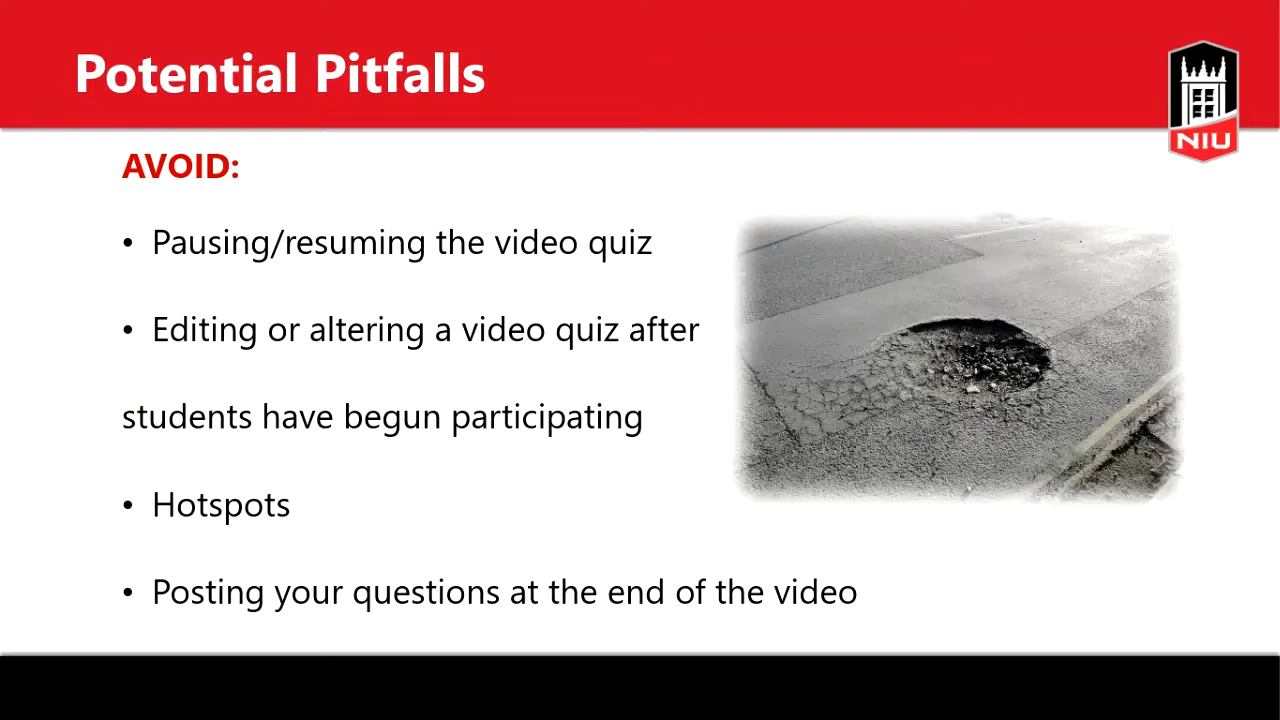 Potential Pitfalls
NIU
AVOID:
• Pausing/resuming the video quiz
• Editing or altering a video quiz after
students have begun participating
• Hotspots
• Posting your questions at the end of the video